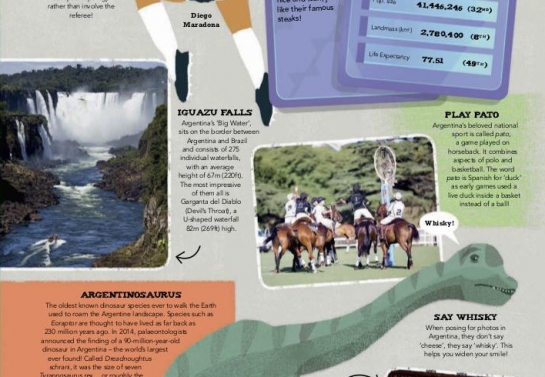 rather than involve the
referee!
Diego
Maradona
like their famous
steaks!
41,446,246 (32ND)
Landmass (km²) 2,780,400 (8TH)
Life Expectancy 77.51 (49TH)
IGUAZU FALLS
Argentina's 'Big Water',
sits on the border between
Argentina and Brazil
and consists of 275
individual waterfalls,
with an average
height of 67m (220ft).
The most impressive
of them all is
Garganta del Diablo
(Devil's Throat), a
U-shaped waterfall
82m (269ft) high.
PLAY PATO
Argentina's beloved national
sport is called pato,
a game played on
horseback. It combines
aspects of polo and
basketball. The word
pato is Spanish for 'duck'
as early games used a
live duck inside a basket
instead of a ball!
Whisky!
ARGENTINOSAURUS
The oldest known dinosaur species ever to walk the Earth
used to roam the Argentine landscape. Species such as
Eoraptor are thought to have lived as far back as
230 million years ago. In 2014, palaeontologists
announced the finding of a 90-million-year-old
dinosaur in Argentina – the world's largest
ever found! Called Dreadnoughtus
schrani, it was the size of seven
SAY WHISKY
When posing for photos in
Argentina, they don't say
'cheese', they say 'whisky'. This
helps you widen your smile!